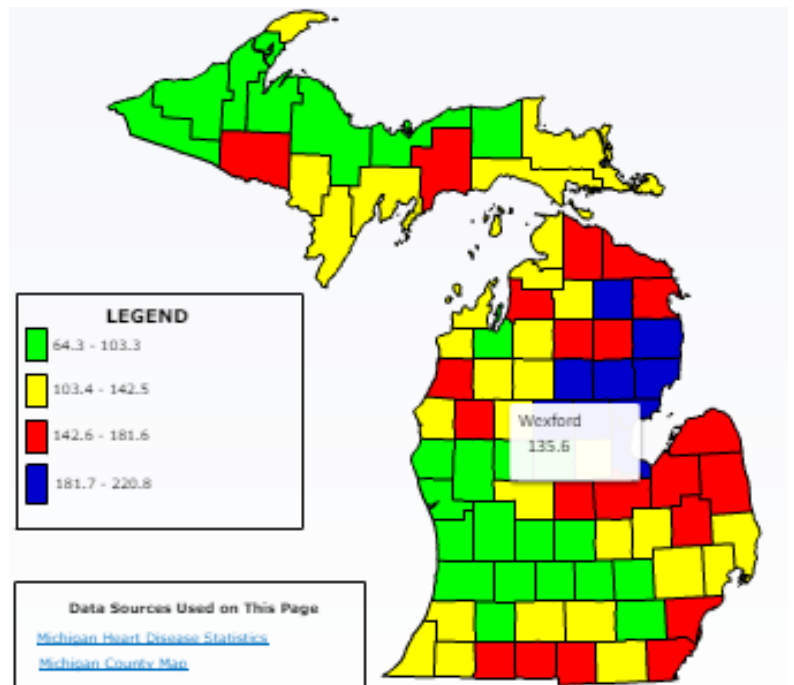 LEGEND
64.3 - 103.3
103.4 - 142.5
142.6 - 181.6
181.7 - 220.8
Wexford
135.6
Data Sources Used on This Page
Michigan Heart Disease Statistics
Michigan County Map